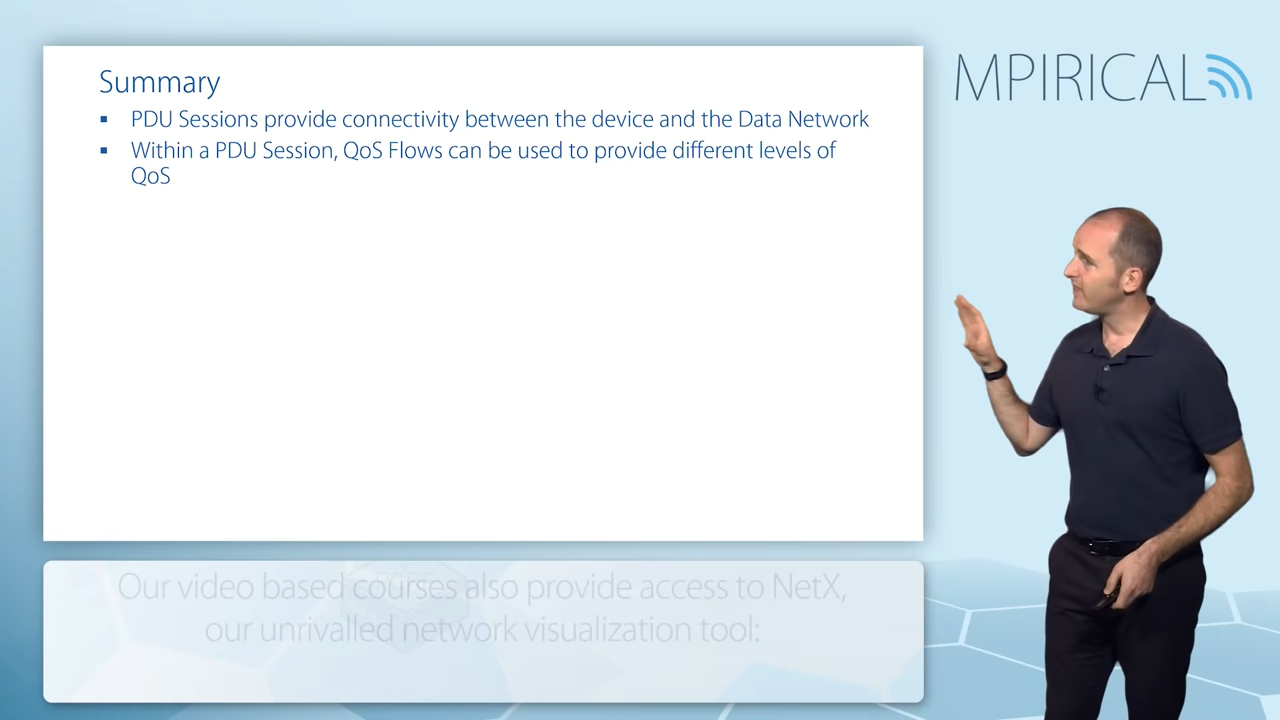 MPIRICAL
Summary
▪ PDU Sessions provide connectivity between the device and the Data Network
▪ Within a PDU Session, QoS Flows can be used to provide different levels of
QoS
Our video based courses also provide access to NetX,
our unrivalled network visualization tool: